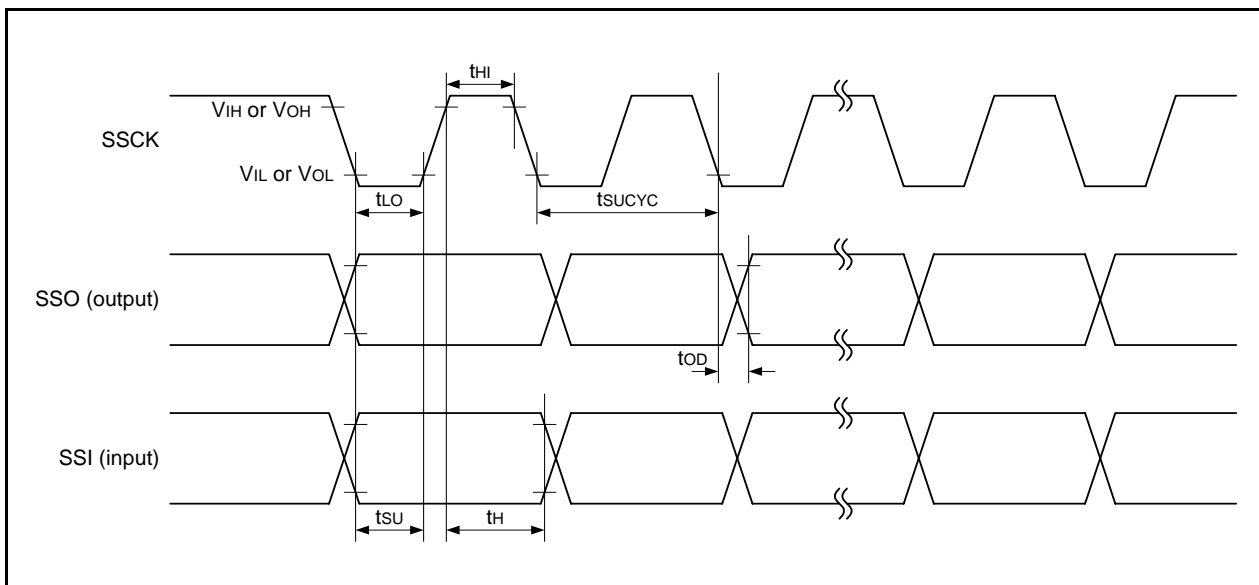 tHI
VIH or VOH
SSCK
VIL or VOL
tLO
tSUCYC
SSO (output)
tOD
SSI (input)
tSU
tH